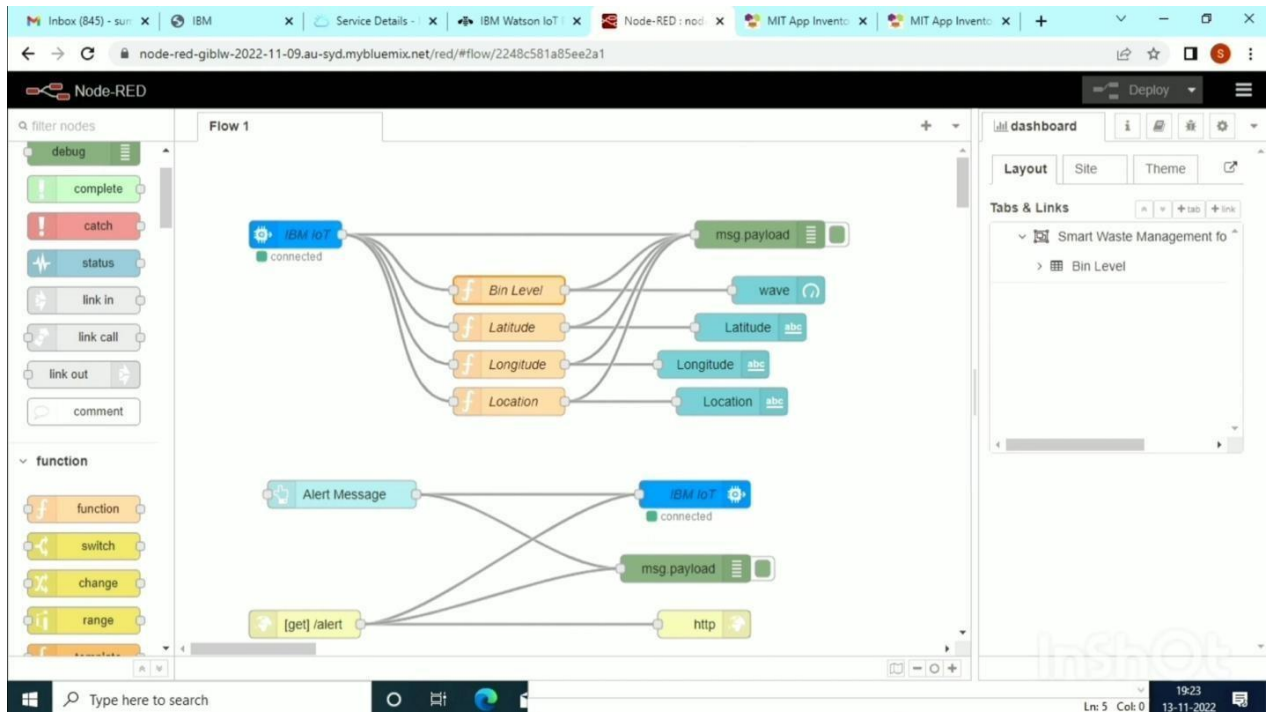 Inbox (845) - sun
IBM
Service Details -
IBM Watson IoT
Node-RED : nod
MIT App Invento
MIT App Invento
node-red-giblw-2022-11-09.au-syd.mybluemix.net/red/#flow/2248c581a85ee2a1
S
Node-RED
Deploy
filter nodes
Flow 1
dashboard
debug
complete
catch
status
link in
link call
link out
comment
function
function
switch
change
range
template
IBM IoT
connected
Bin Level
Latitude
Longitude
Location
msg.payload
wave
Latitude abc
Longitude abc
Location abc
Alert Message
IBM IoT
connected
msg.payload
[get] /alert
http
Layout
Site
Theme
Tabs & Links
+ tab
+ link
Smart Waste Management fo
Bin Level
InShOt
Type here to search
Ln: 5 Col: 0
19:23
13-11-2022